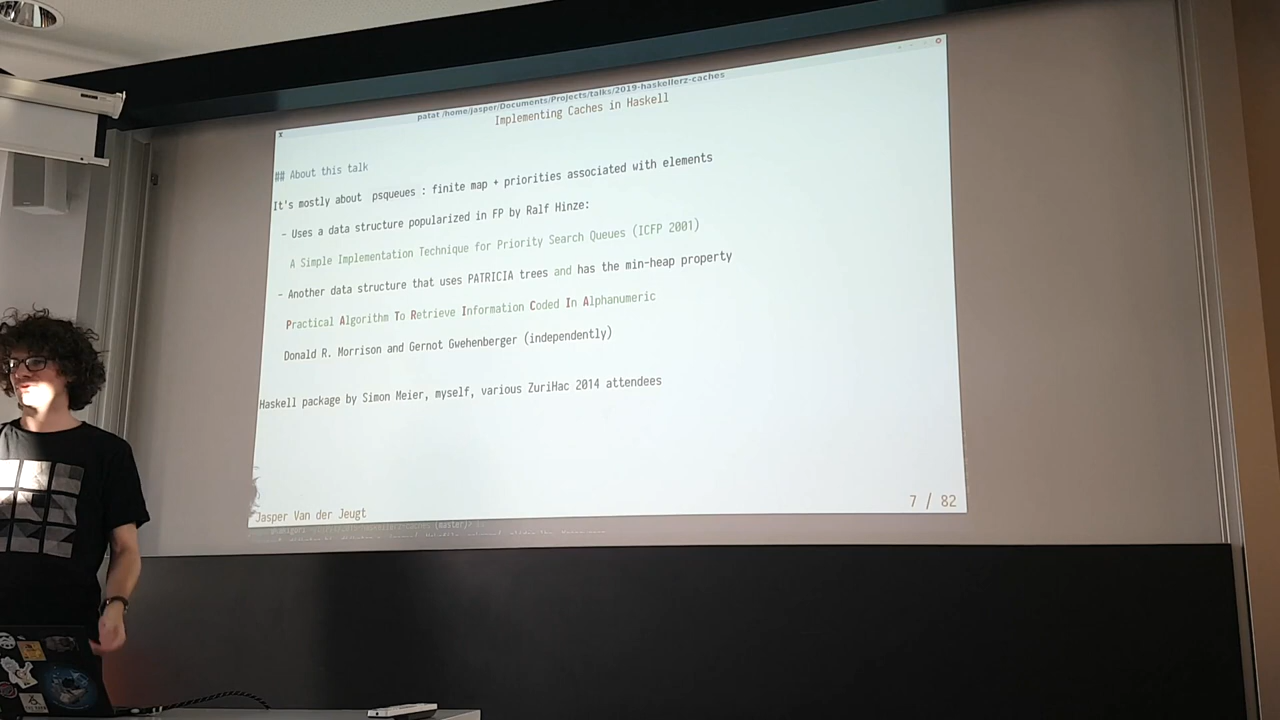 patat /home/jasper/Documents/Projects/talks/2019-haskellerz-caches
Implementing Caches in Haskell
## About this talk
It's mostly about psqueues : finite map + priorities associated with elements
- Uses a data structure popularized in FP by Ralf Hinze:
A Simple Implementation Technique for Priority Search Queues (ICFP 2001)
- Another data structure that uses PATRICIA trees and has the min-heap property
Practical Algorithm To Retrieve Information Coded In Alphanumeric
Donald R. Morrison and Gernot Gwehenberger (independently)
Haskell package by Simon Meier, myself, various ZuriHac 2014 attendees
Jasper Van der Jeugt
7 / 82